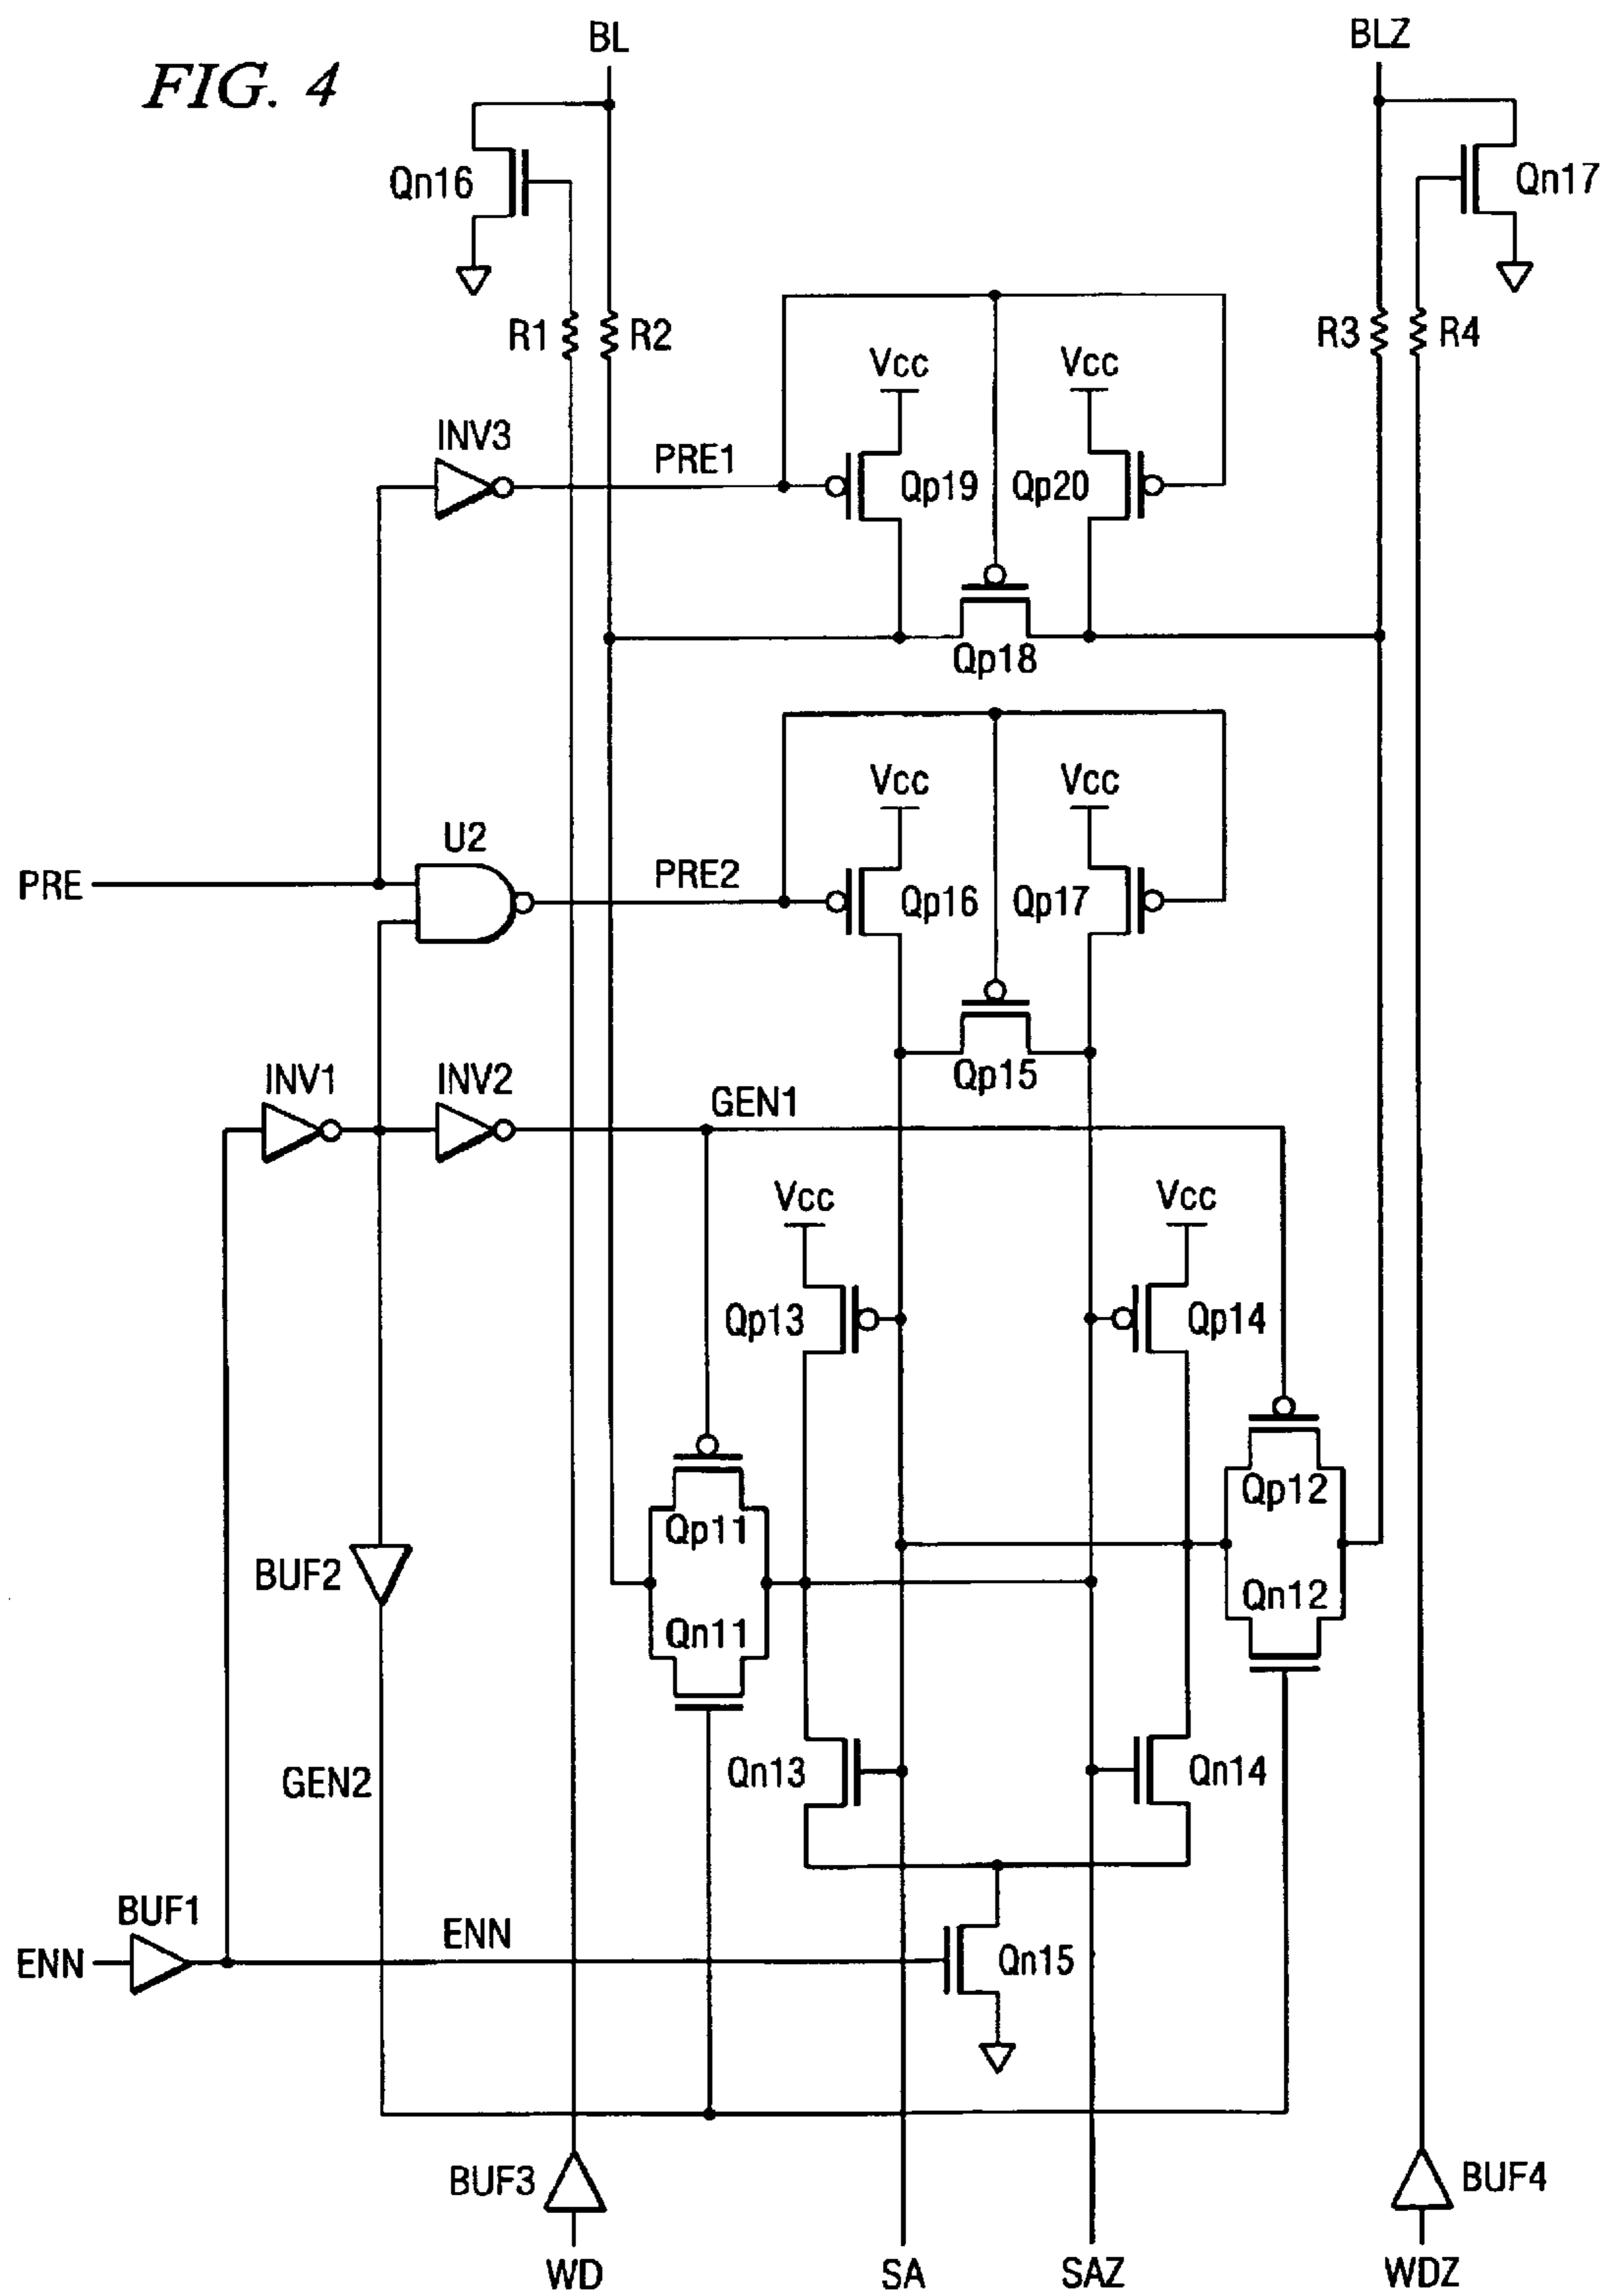 BL
BLZ
FIG. 4
Qn16
Qn17
R1
R2
R3
R4
Vcc
Vcc
INV3
PRE1
Qp19
Qp20
Qp18
Vcc
Vcc
U2
PRE
PRE2
Qp16
Qp17
Qp15
INV1
INV2
GEN1
Vcc
Vcc
Qp13
Qp14
Qp12
Qp11
BUF2
Qn12
Qn11
Qn13
Qn14
GEN2
BUF1
ENN
ENN
Qn15
BUF3
BUF4
WD
SA
SAZ
WDZ